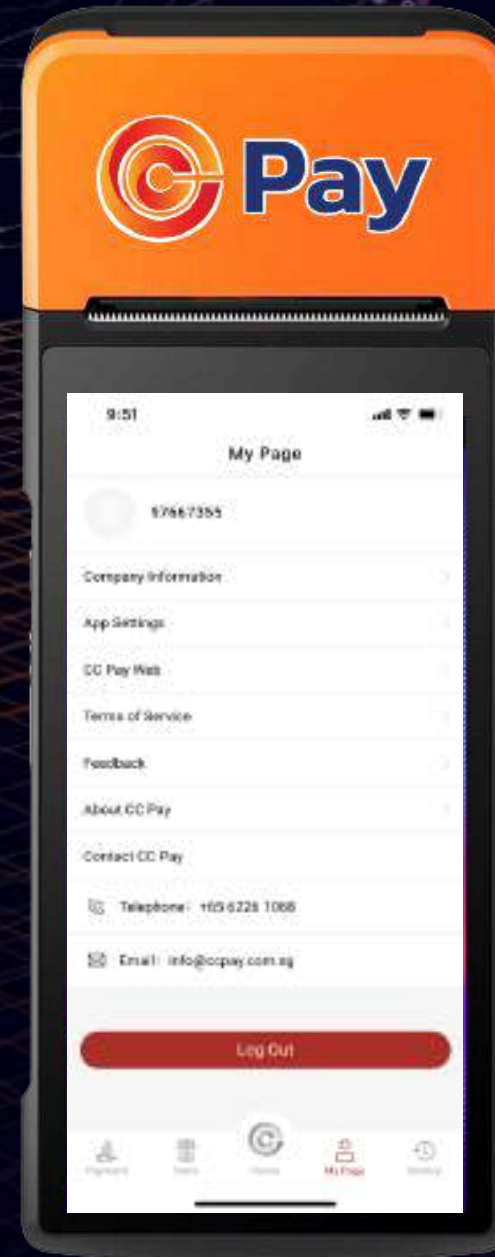 Pay
9:51
My Page
Company Information
App Settings
CC Pay Web
Terms of Service
Feedback
About CC Pay
Contact CC Pay
Telephone: +65 6226 1068
Email: info@ccpay.com.sg
Log Out
My Page